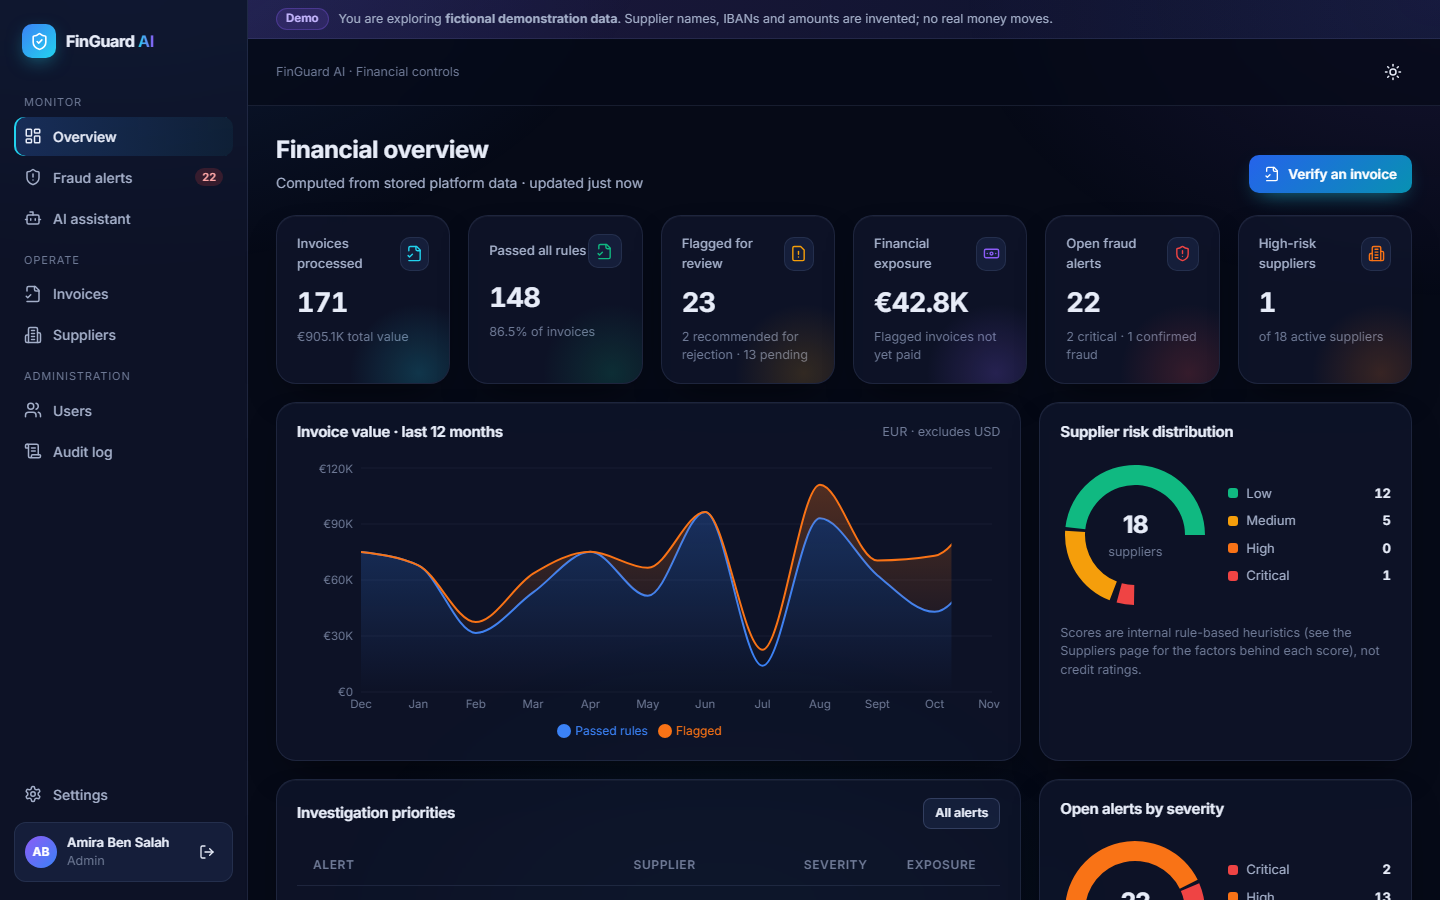 FinGuard AI
MONITOR
Overview
Fraud alerts 22
AI assistant
OPERATE
Invoices
Suppliers
ADMINISTRATION
Users
Audit log
Settings
AB Amira Ben Salah
Admin
Demo You are exploring fictional demonstration data. Supplier names, IBANs and amounts are invented; no real money moves.
FinGuard AI · Financial controls
Financial overview
Computed from stored platform data · updated just now
Verify an invoice
Invoices
processed
171
€905.1K total value
Passed all rules
148
86.5% of invoices
Flagged for
review
23
2 recommended for
rejection · 13 pending
Financial
exposure
€42.8K
Flagged invoices not
yet paid
Open fraud
alerts
22
2 critical · 1 confirmed
fraud
High-risk
suppliers
1
of 18 active suppliers
Invoice value · last 12 months
EUR · excludes USD
€120K
€90K
€60K
€30K
€0
Dec Jan Feb Mar Apr May Jun Jul Aug Sept Oct Nov
Passed rules Flagged
Supplier risk distribution
18
suppliers
Low 12
Medium 5
High 0
Critical 1
Scores are internal rule-based heuristics (see the
Suppliers page for the factors behind each score), not
credit ratings.
Investigation priorities
All alerts
ALERT SUPPLIER SEVERITY EXPOSURE
Open alerts by severity
22
Critical 2
High 13